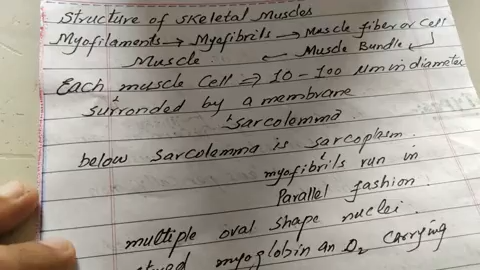 Structure of Skeletal Muscles
Myofilaments → Myofibrils → Muscle fiber or Cell
Muscle ← Muscle Bundle ←
Each muscle Cell ⇒ 10 - 100 μm in diameter
surronded by a membrane
sarcolemma
below sarcolemma is sarcoplasm.
myofibrils run in
Parallel fashion.
multiple oval shape nuclei.
myoglobin an O2 carrying